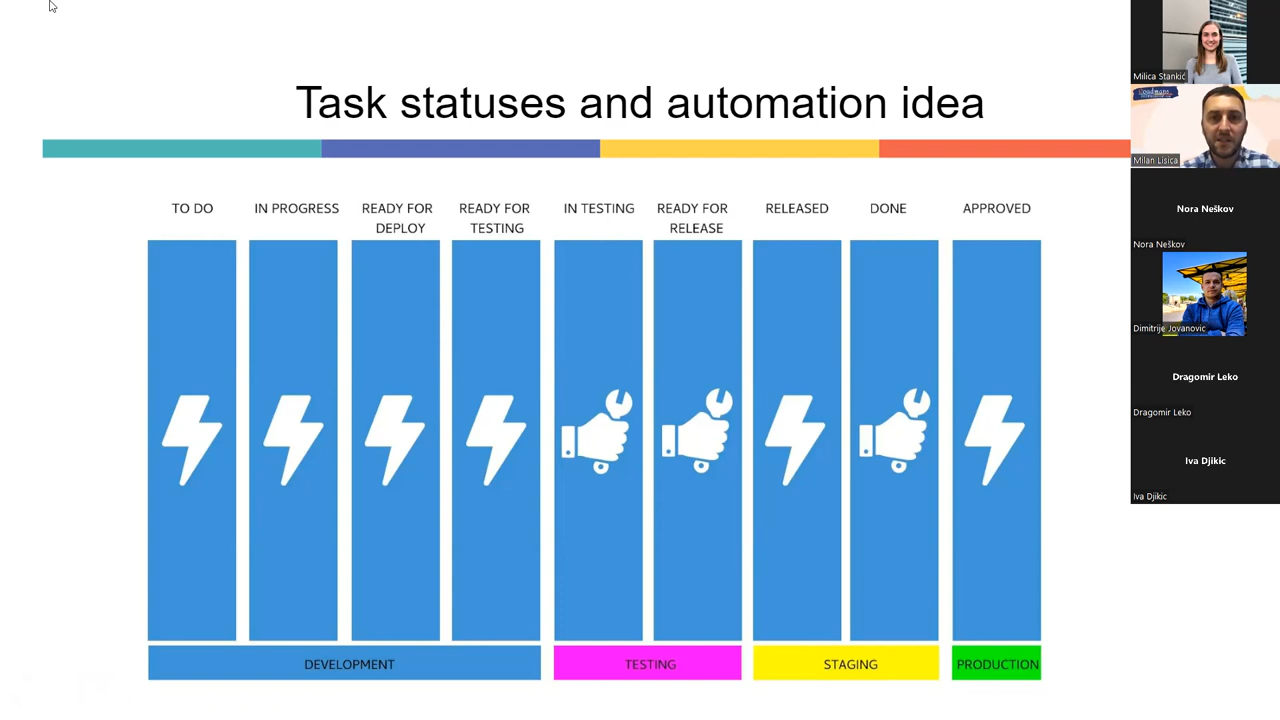 Task statuses and automation idea
TO DO
IN PROGRESS
READY FOR
DEPLOY
READY FOR
TESTING
IN TESTING
READY FOR
RELEASE
RELEASED
DONE
APPROVED
DEVELOPMENT
TESTING
STAGING
PRODUCTION
Milica Stankić
Milan Lisica
Nora Neškov
Nora Neškov
Dimitrije Jovanovic
Dragomir Leko
Dragomir Leko
Iva Djikic
Iva Djikic